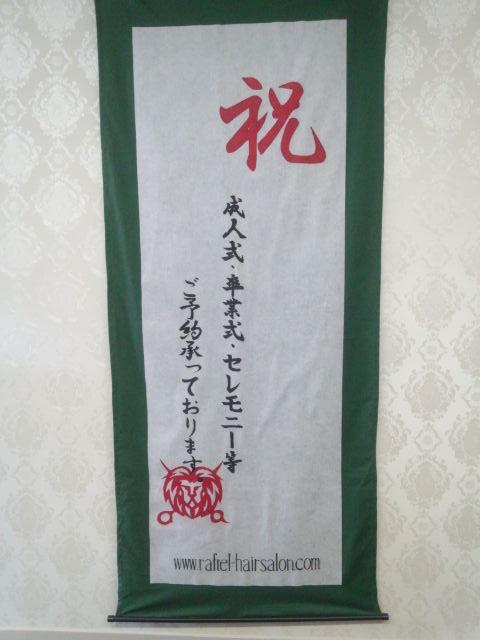 祝
成人式、卒業式、セレモニー等
ご予約承っております。
www.rafiel-hairsalon.com